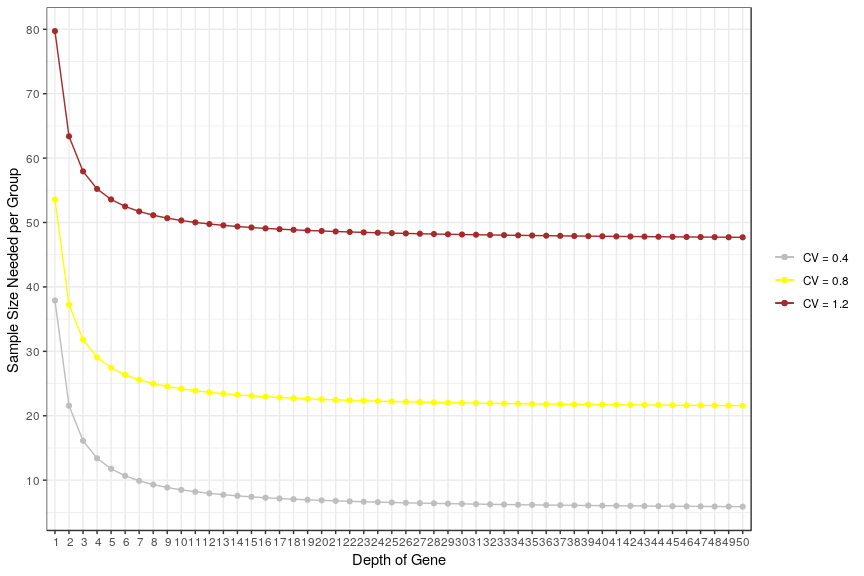 80
70
60
50
40
30
20
10
Sample Size Needed per Group
1 2 3 4 5 6 7 8 9 10 11 12 13 14 15 16 17 18 19 20 21 22 23 24 25 26 27 28 29 30 31 32 33 34 35 36 37 38 39 40 41 42 43 44 45 46 47 48 49 50
Depth of Gene
CV = 0.4
CV = 0.8
CV = 1.2